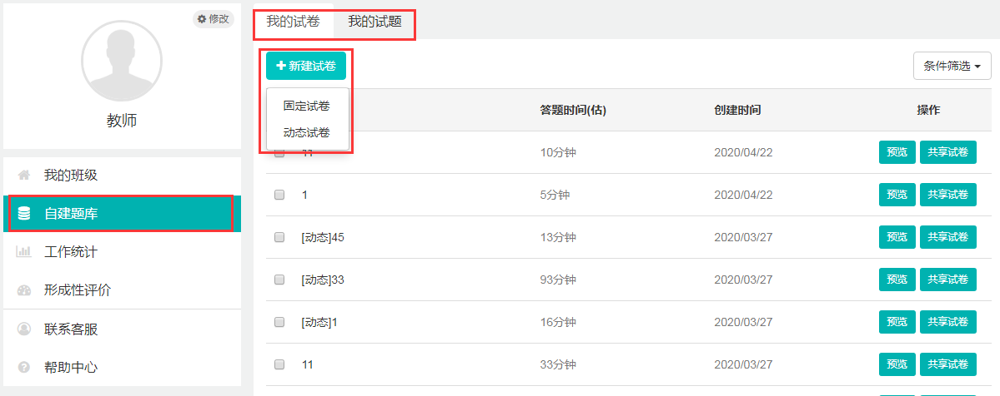 修改
教师
我的班级
自建题库
工作统计
形成性评价
联系客服
帮助中心
我的试卷 我的试题
新建试卷 条件筛选
固定试卷
动态试卷
答题时间(估) 创建时间 操作
10分钟 2020/04/22 预览 共享试卷
1 5分钟 2020/04/22 预览 共享试卷
[动态]45 13分钟 2020/03/27 预览 共享试卷
[动态]33 93分钟 2020/03/27 预览 共享试卷
[动态]1 16分钟 2020/03/27 预览 共享试卷
11 33分钟 2020/03/27 预览 共享试卷